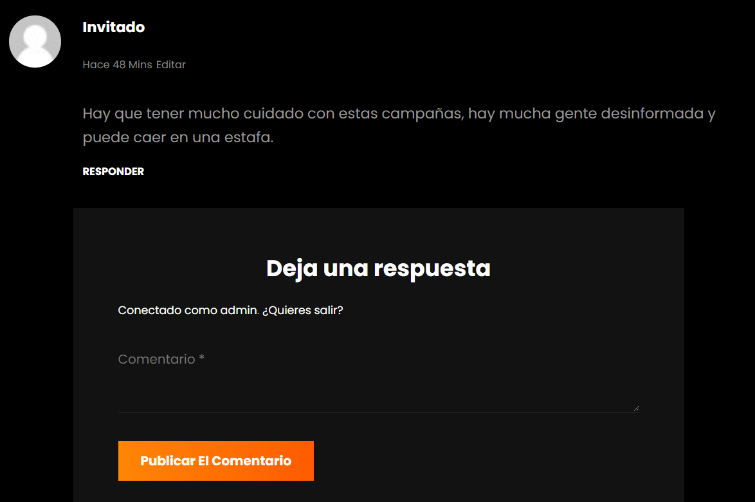 Invitado
Hace 48 Mins Editar
Hay que tener mucho cuidado con estas campañas, hay mucha gente desinformada y
puede caer en una estafa.
RESPONDER
Deja una respuesta
Conectado como admin. ¿Quieres salir?
Comentario *
Publicar El Comentario